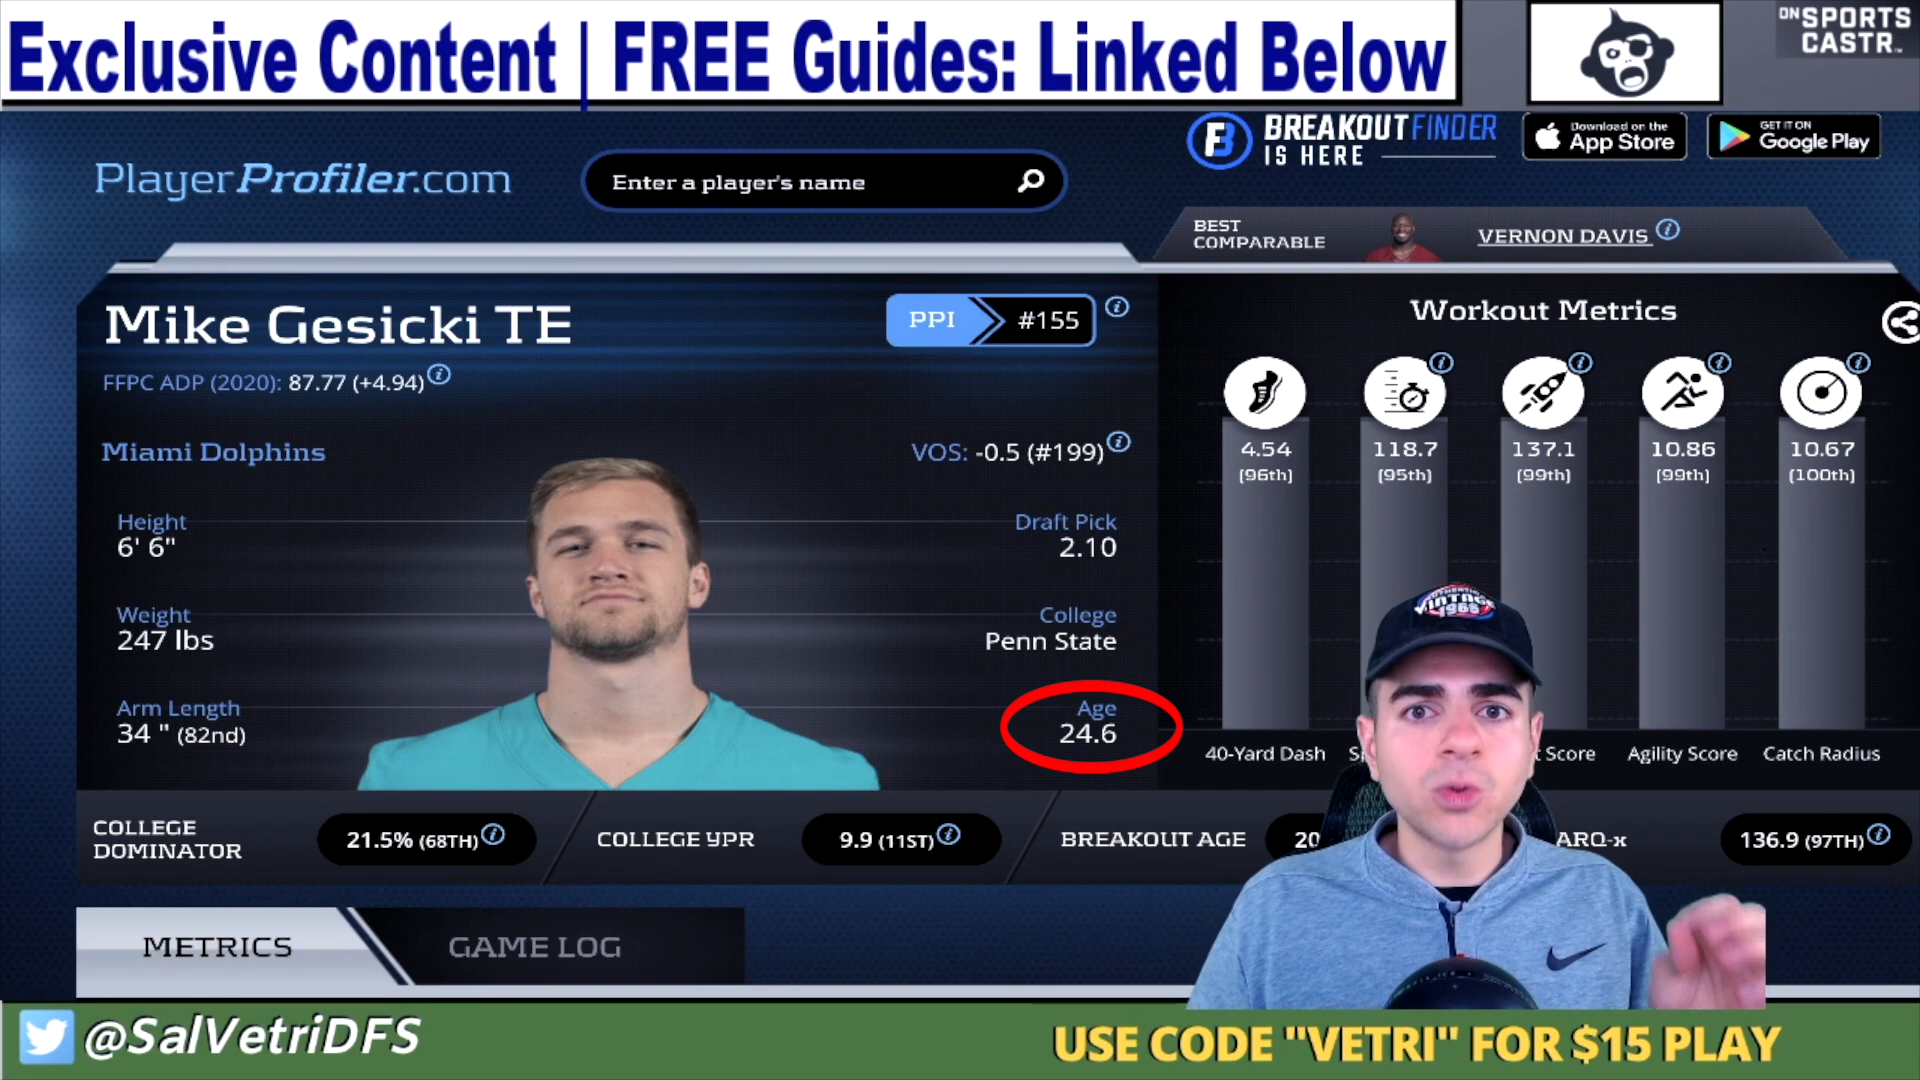 Exclusive Content | FREE Guides: Linked Below
ON SPORTS
CASTR
PlayerProfiler.com
Enter a player's name
BREAKOUT FINDER
IS HERE
Download on the
App Store
GET IT ON
Google Play
BEST
COMPARABLE
VERNON DAVIS
Mike Gesicki TE
PPI #155
FFPC ADP (2020): 87.77 (+4.94)
Miami Dolphins
VOS: -0.5 (#199)
Height
6' 6"
Draft Pick
2.10
Weight
247 lbs
College
Penn State
Arm Length
34 " (82nd)
Age
24.6
Workout Metrics
4.54
(96th)
118.7
(95th)
137.1
(99th)
10.86
(99th)
10.67
(100th)
40-Yard Dash
Score
Agility Score
Catch Radius
VINTAGE
1965
COLLEGE
DOMINATOR
21.5% (68TH)
COLLEGE YPR
9.9 (11ST)
BREAKOUT AGE
20
136.9 (97TH)
METRICS
GAME LOG
@SalVetriDFS
USE CODE "VETRI" FOR $15 PLAY